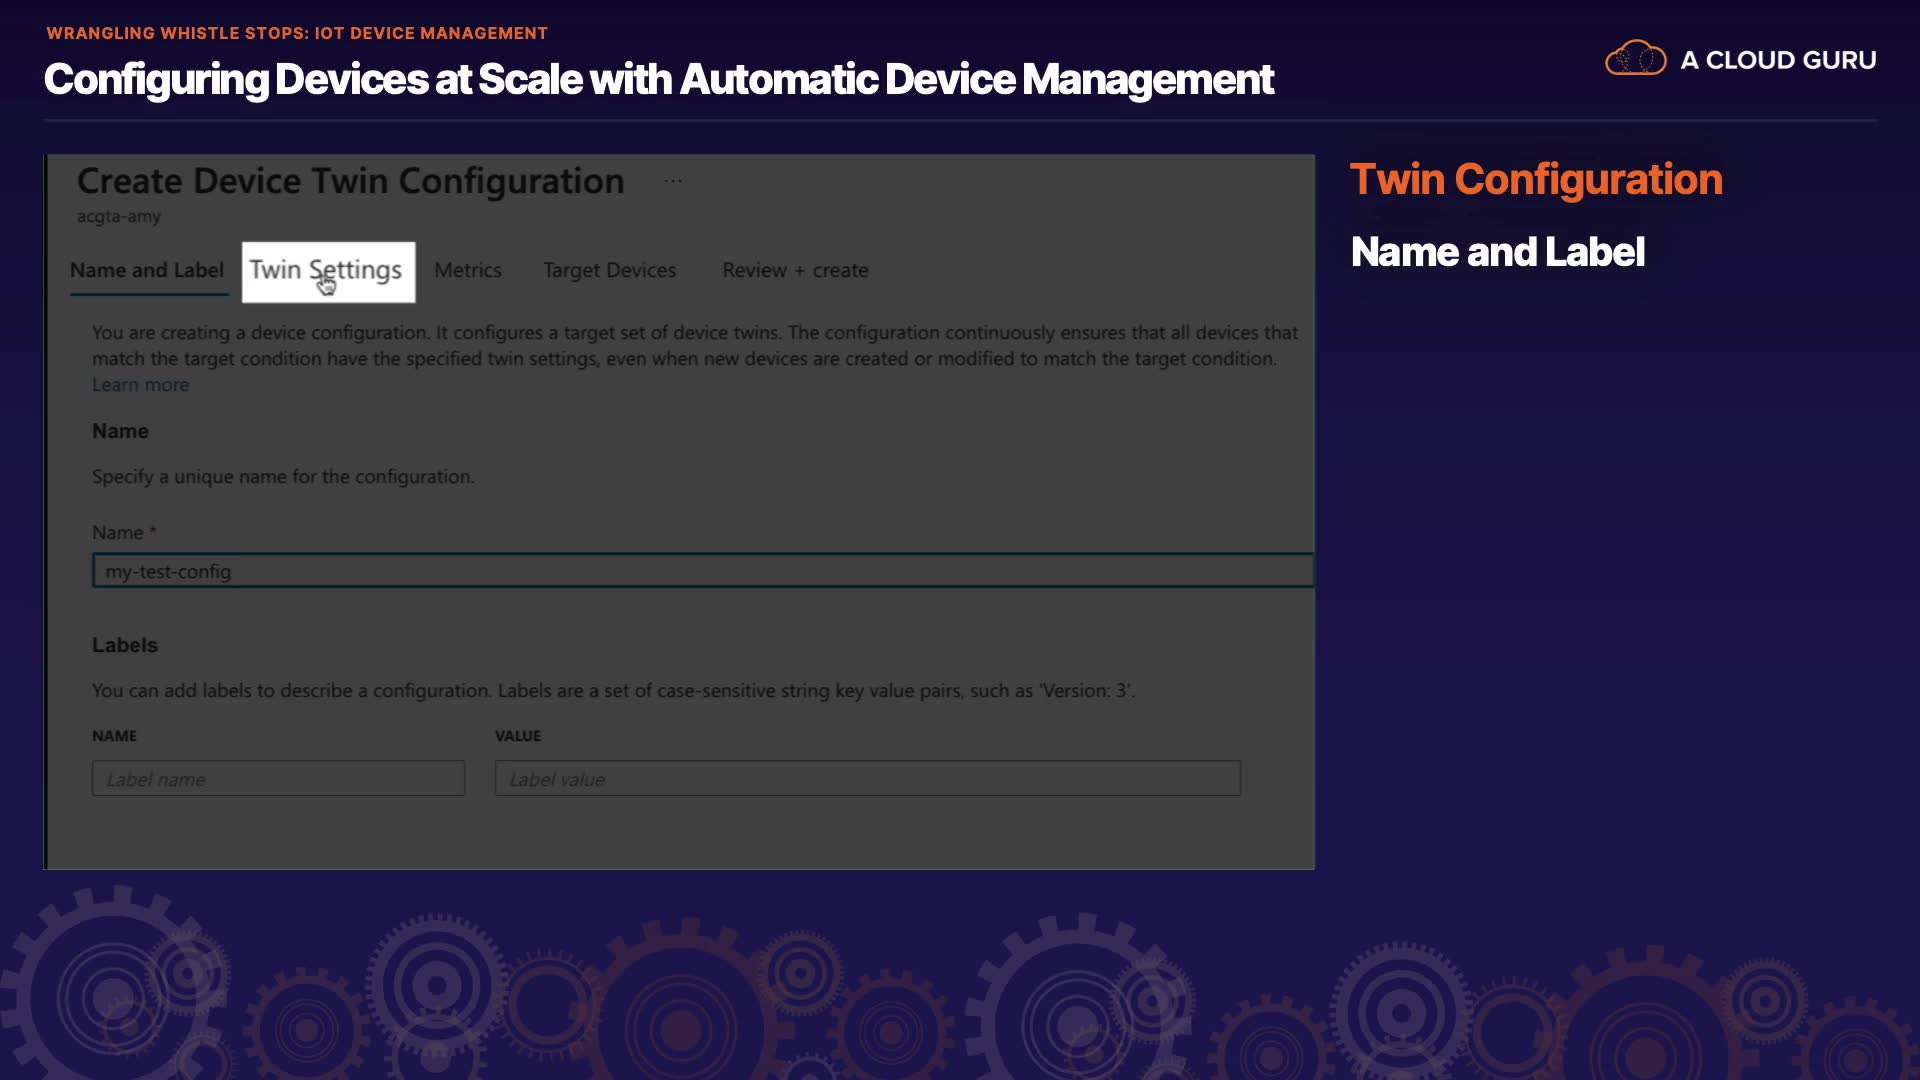 WRANGLING WHISTLE STOPS: IOT DEVICE MANAGEMENT
Configuring Devices at Scale with Automatic Device Management
A CLOUD GURU
Create Device Twin Configuration ...
acgta-amy
Name and Label Twin Settings Metrics Target Devices Review + create
You are creating a device configuration. It configures a target set of device twins. The configuration continuously ensures that all devices that
match the target condition have the specified twin settings, even when new devices are created or modified to match the target condition.
Learn more
Name
Specify a unique name for the configuration.
Name *
my-test-config
Labels
You can add labels to describe a configuration. Labels are a set of case-sensitive string key value pairs, such as 'Version: 3'.
NAME VALUE
Label name Label value
Twin Configuration
Name and Label